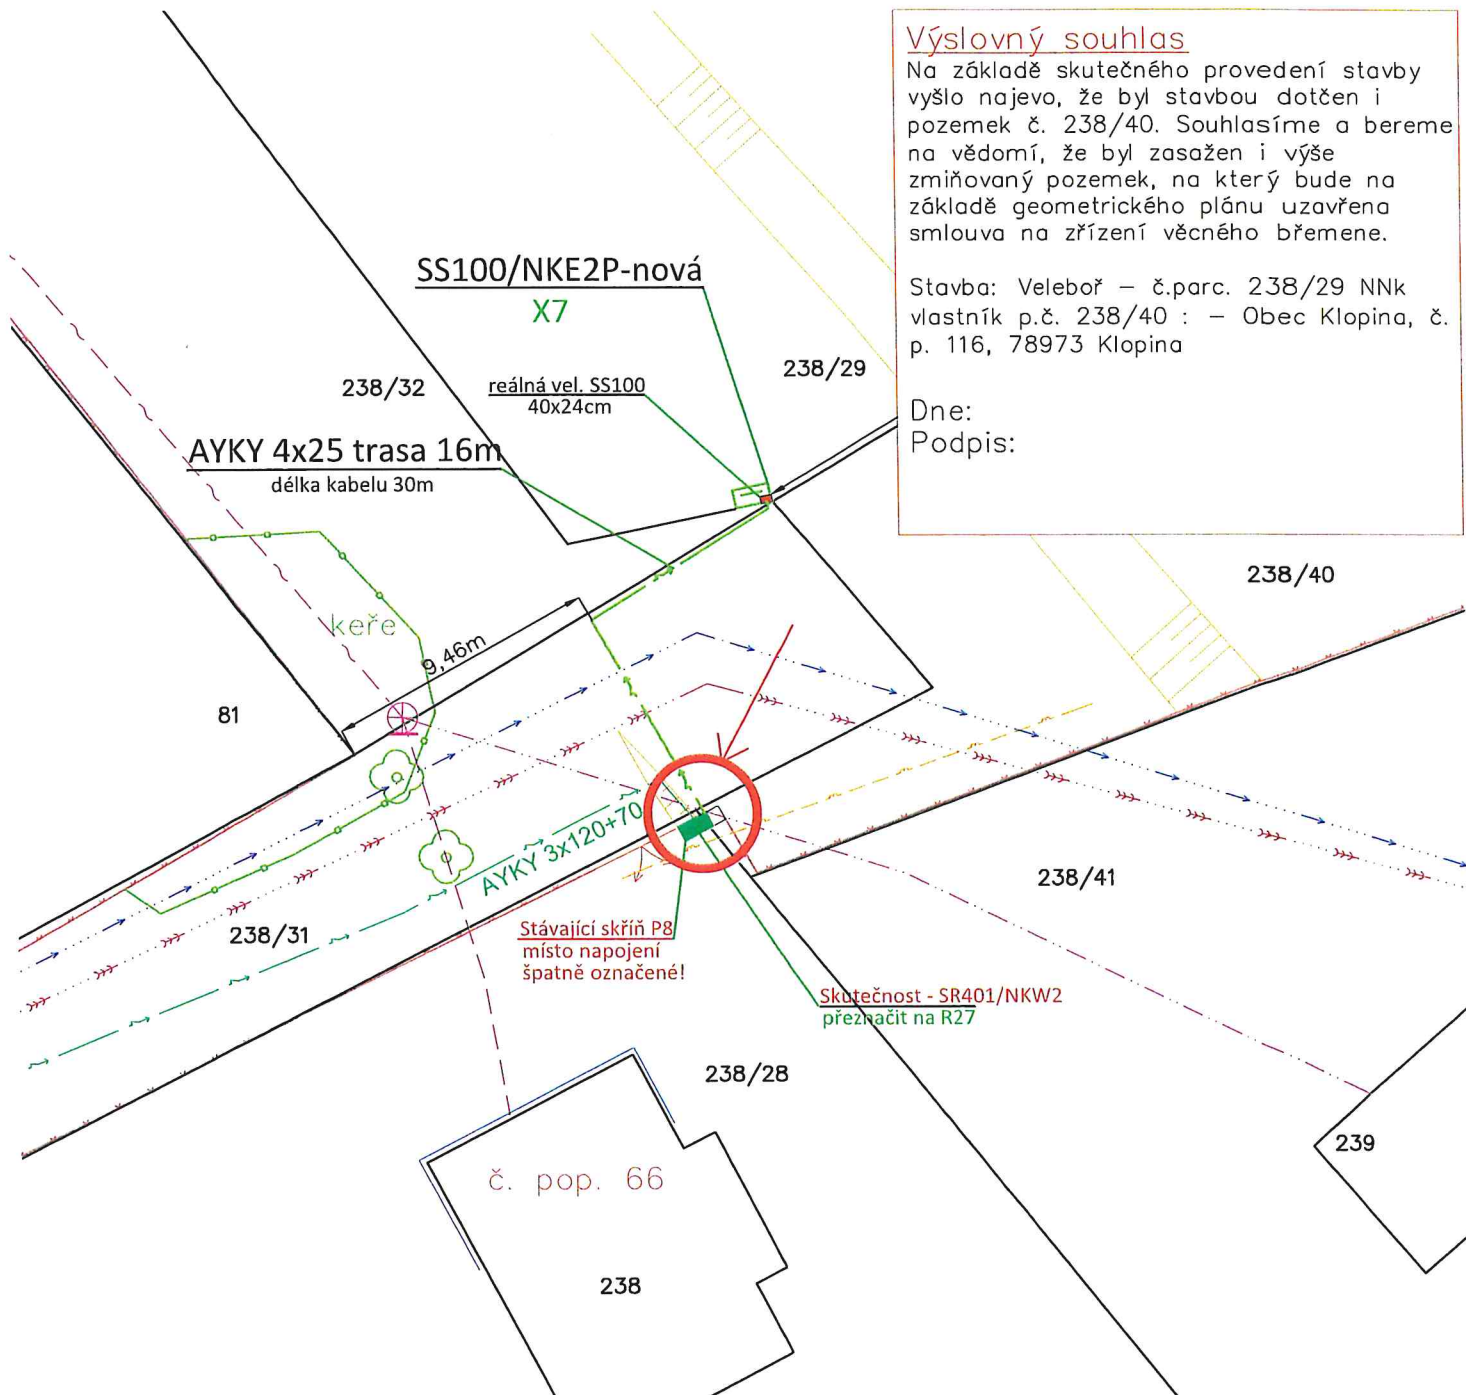 Výslovný souhlas
Na základě skutečného provedení stavby
vyšlo najevo, že byl stavbou dotčen i
pozemek č. 238/40. Souhlasíme a bereme
na vědomí, že byl zasažen i výše
zmiňovaný pozemek, na který bude na
základě geometrického plánu uzavřena
smlouva na zřízení věcného břemene.
Stavba: Veleboř – č.parc. 238/29 NNk
vlastník p.č. 238/40 : – Obec Klopina, č.
p. 116, 78973 Klopina
Dne:
Podpis:
SS100/NKE2P-nová
X7
238/32
reálná vel. SS100
40x24cm
238/29
AYKY 4x25 trasa 16m
délka kabelu 30m
238/40
keře
9,46m
81
AYKY 3x120+70
238/41
238/31
Stávající skříň P8
místo napojení
špatně označené!
Skutečnost - SR401/NKW2
přeznačit na R27
238/28
239
č. pop. 66
238